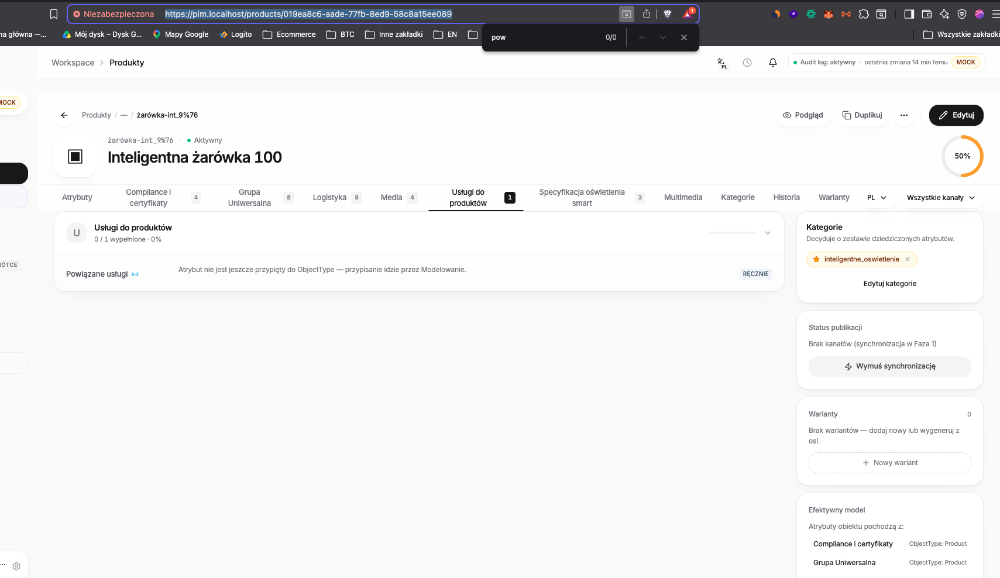 Niezabezpieczona https://pim.localhost/products/019ea8c6-aade-77fb-8ed9-58c8a15ee089
1
na główna —...
Mój dysk – Dysk G...
Mapy Google
Logito
Ecommerce
BTC
Inne zakładki
EN
Wszystkie zakładki
pow 0/0
Workspace > Produkty
PL
Audit log: aktywny · ostatnia zmiana 14 min temu MOCK
MOCK
Produkty / — / żarówka-int_9%76
Podgląd
Duplikuj
Edytuj
żarówka-int_9%76 · Aktywny
Inteligentna żarówka 100
50%
Atrybuty
Compliance i certyfikaty 4
Grupa Uniwersalna 8
Logistyka 8
Media 4
Usługi do produktów 1
Specyfikacja oświetlenia smart 3
Multimedia
Kategorie
Historia
Warianty
PL
Wszystkie kanały
U
Usługi do produktów
0 / 1 wypełnione · 0%
Powiązane usługi
Atrybut nie jest jeszcze przypięty do ObjectType — przypisanie idzie przez Modelowanie.
RĘCZNIE
Kategorie
Decyduje o zestawie dziedziczonych atrybutów.
inteligentne_oswietlenie
Edytuj kategorie
Status publikacji
Brak kanałów (synchronizacja w Faza 1)
Wymuś synchronizację
Warianty 0
Brak wariantów — dodaj nowy lub wygeneruj z
osi.
+ Nowy wariant
Efektywny model
Atrybuty obiektu pochodzą z:
Compliance i certyfikaty ObjectType: Product
Grupa Uniwersalna ObjectType: Product
RÓTCE
...